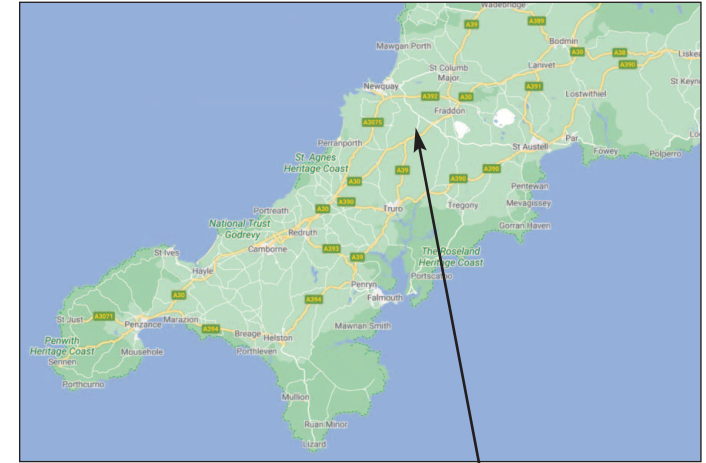 Wadebridge
A39
A389
Mawgan Porth
Bodmin
A30
A38
St Columb
Major
Lanivet
A390
Newquay
A392
A30
A391
Lostwithiel
Fraddon
A3075
Perranporth
St Austell
Par
Fowey
Polperro
St. Agnes
Heritage Coast
A39
A390
A30
A390
Pentewan
Portreath
A30
A390
Truro
Tregony
Mevagissey
National Trust
Godrevy
Redruth
Gorran Haven
Camborne
A393
A39
The Roseland
Heritage Coast
St Ives
Hayle
Portscatho
Penryn
A30
A394
Falmouth
St Just
A3071
Penzance
Marazion
A394
Breage
Helston
Mawnan Smith
Penwith
Heritage Coast
Mousehole
Porthleven
Sennen
Porthcurno
Mullion
Ruan Minor
Lizard